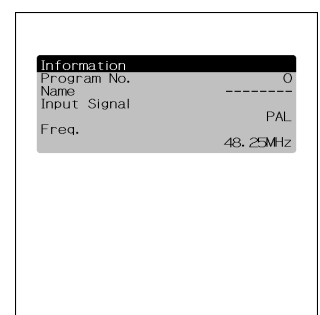 Information
Program No. 0
Name --------
Input Signal
PAL
Freq.
48.25MHz